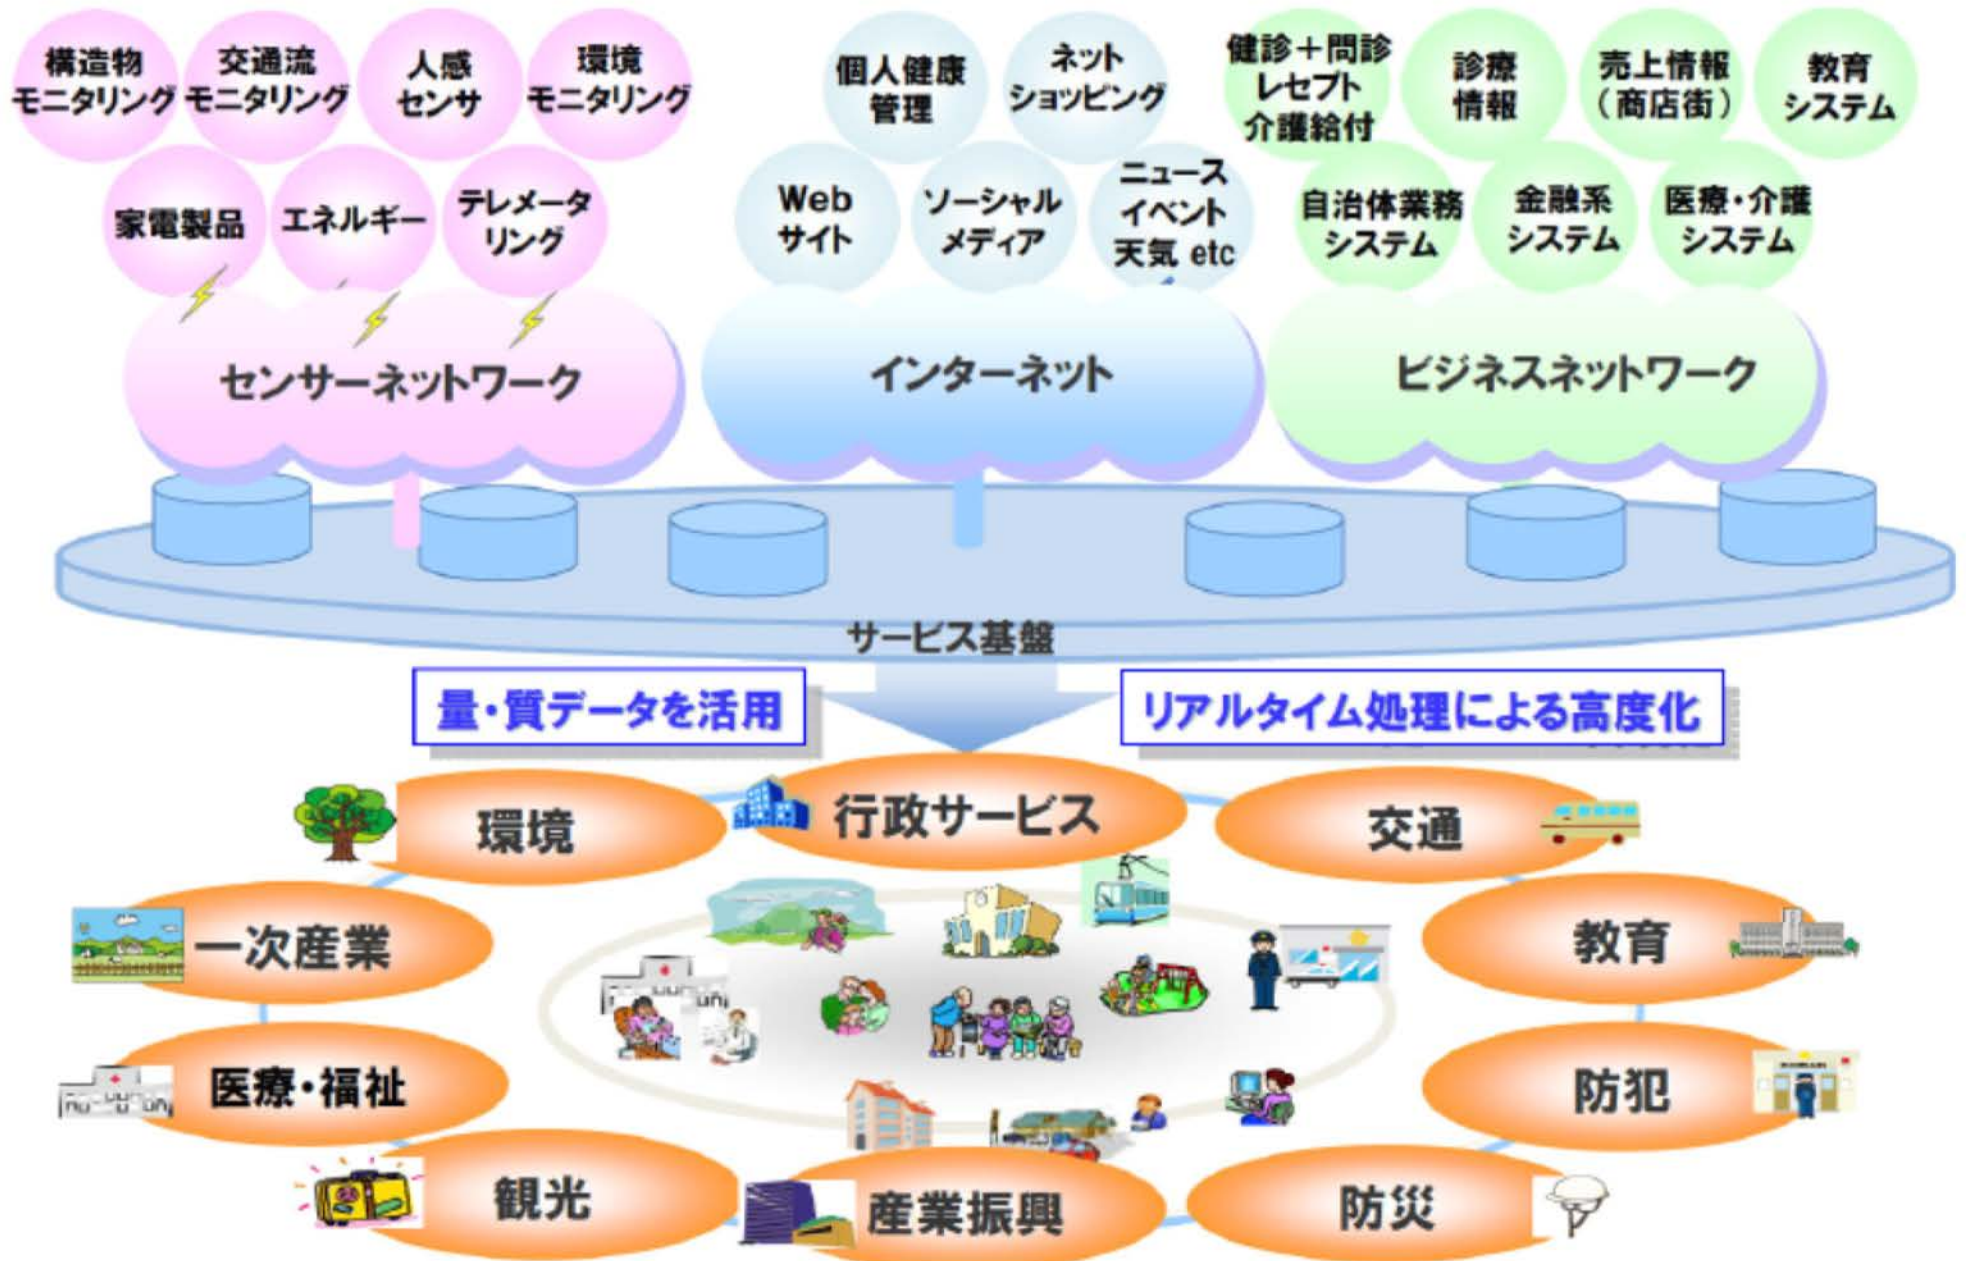 構造物
モニタリング
交通流
モニタリング
人感
センサ
環境
モニタリング
家電製品
エネルギー
テレメータ
リング
個人健康
管理
ネット
ショッピング
Web
サイト
ソーシャル
メディア
ニュース
イベント
天気 etc
健診＋問診
レセプト
介護給付
診療
情報
売上情報
（商店街）
教育
システム
自治体業務
システム
金融系
システム
医療・介護
システム
センサーネットワーク
インターネット
ビジネスネットワーク
サービス基盤
量・質データを活用
リアルタイム処理による高度化
環境
行政サービス
交通
一次産業
教育
医療・福祉
防犯
観光
産業振興
防災